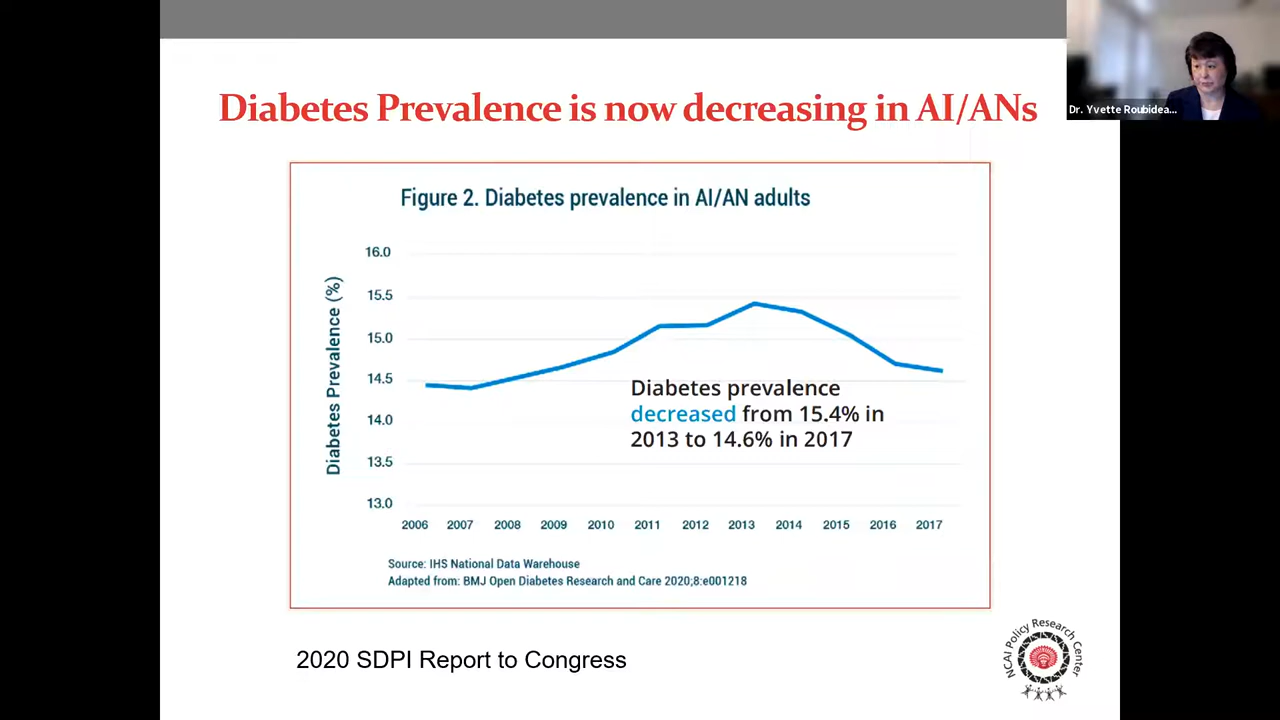 Diabetes Prevalence is now decreasing in AI/ANs
Dr. Yvette Roubidea...
Figure 2. Diabetes prevalence in AI/AN adults
Diabetes Prevalence (%)
16.0
15.5
15.0
14.5
14.0
13.5
13.0
Diabetes prevalence
decreased from 15.4% in
2013 to 14.6% in 2017
2006 2007 2008 2009 2010 2011 2012 2013 2014 2015 2016 2017
Source: IHS National Data Warehouse
Adapted from: BMJ Open Diabetes Research and Care 2020;8:e001218
2020 SDPI Report to Congress
NCAI Policy Research Center